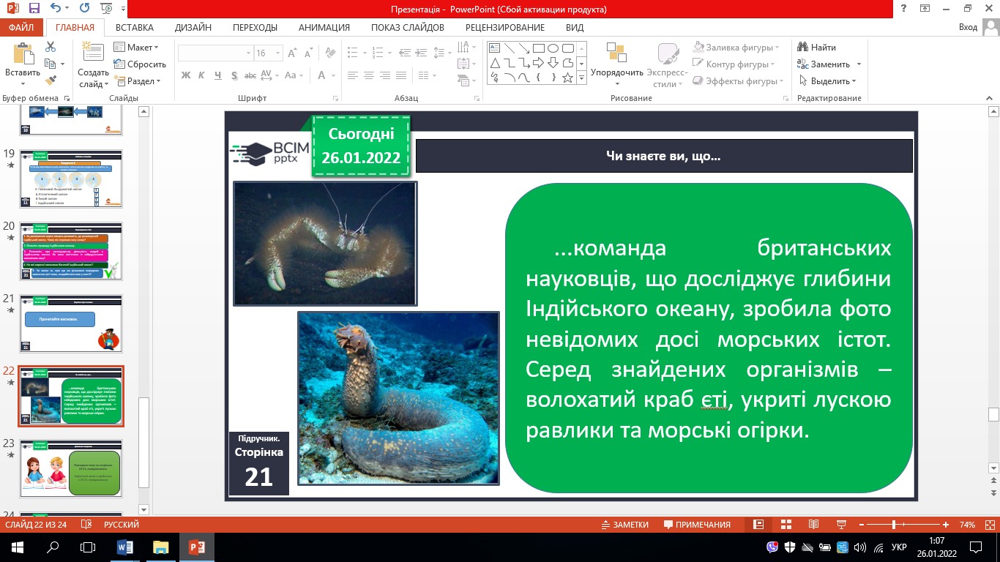 Презентація - PowerPoint (Сбой активации продукта)
ФАЙЛ ГЛАВНАЯ ВСТАВКА ДИЗАЙН ПЕРЕХОДЫ АНИМАЦИЯ ПОКАЗ СЛАЙДОВ РЕЦЕНЗИРОВАНИЕ ВИД Вход
Вставить
Буфер обмена
Создать
слайд
Макет
Сбросить
Раздел
Слайды
16
Ж К Ч S abc AV Aa А
Шрифт
Абзац
Упорядочить
Экспресс-
стили
Заливка фигуры
Контур фигуры
Эффекты фигуры
Рисование
Найти
Заменить
Выделить
Редактирование
19
20
21
Прочитайте висновок.
22
23
24
ВСІМ
pptx
Сьогодні
26.01.2022
Чи знаєте ви, що...
...команда британських
науковців, що досліджує глибини
Індійського океану, зробила фото
невідомих досі морських істот.
Серед знайдених організмів –
волохатий краб єті, укриті лускою
равлики та морські огірки.
Підручник.
Сторінка
21
СЛАЙД 22 ИЗ 24 РУССКИЙ ЗАМЕТКИ ПРИМЕЧАНИЯ 74%
УКР
1:07
26.01.2022